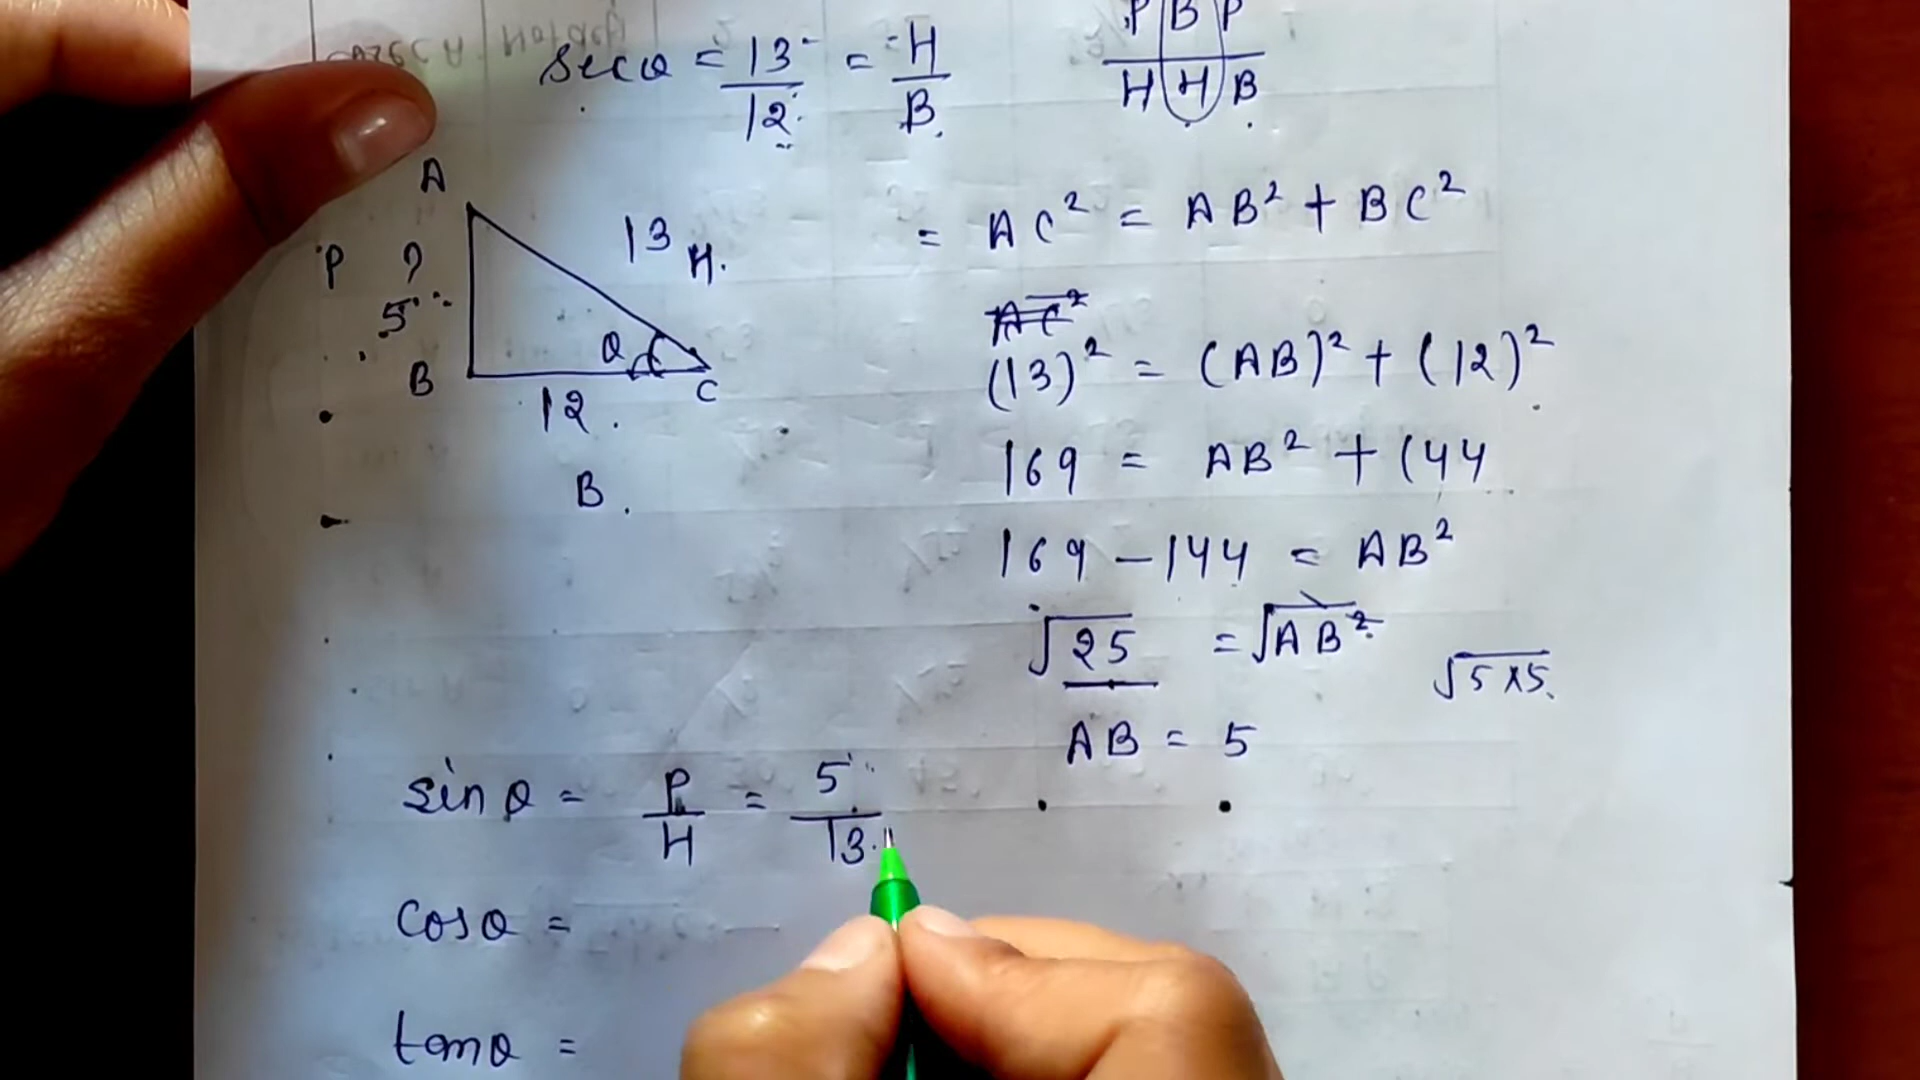 secθ = 13/12 = H/B
P B P
H H B
A
P ? 13 H.
5
B θ C
12.
B.
= AC² = AB² + BC²
AC²
(13)² = (AB)² + (12)²
169 = AB² + 144
169 - 144 = AB²
√25 = √AB²
√5×5
AB = 5
sinθ = P/H = 5/13
cosθ =
tanθ =